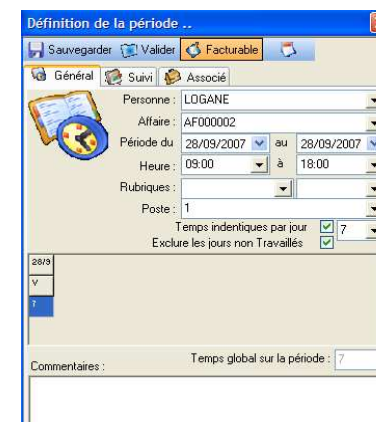 Définition de la période ..
Sauvegarder Valider Facturable
Général Suivi Associé
Personne : LOGANE
Affaire : AF000002
Période du 28/09/2007 au 28/09/2007
Heure : 09:00 à 18:00
Rubriques :
Poste : 1
Temps indentiques par jour 7
Exclure les jours non Travaillés
28/9
V
7
Temps global sur la période : 7
Commentaires :